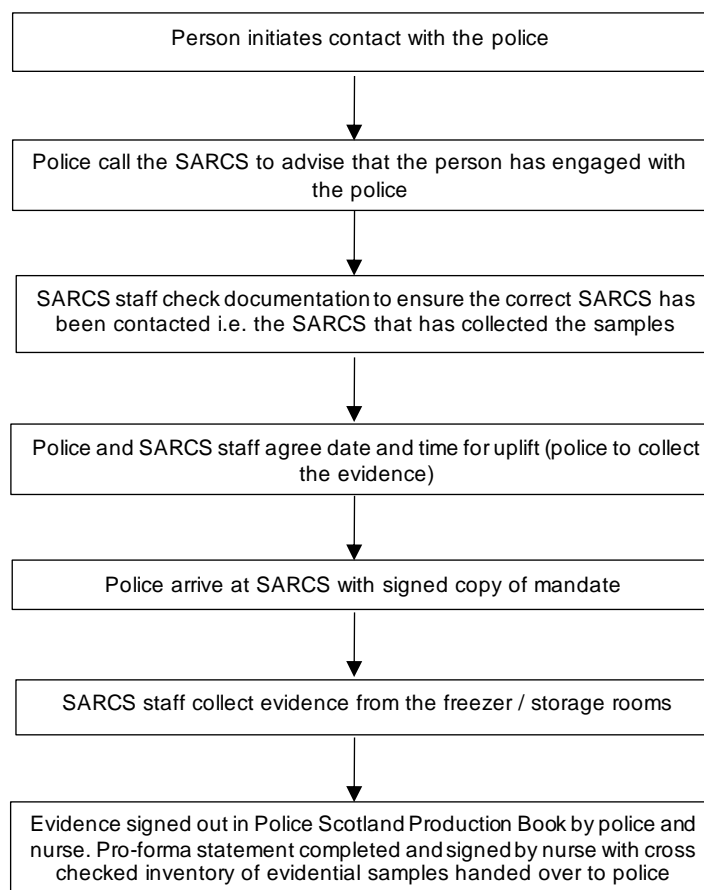 Person initiates contact with the police
Police call the SARCS to advise that the person has engaged with
the police
SARCS staff check documentation to ensure the correct SARCS has
been contacted i.e. the SARCS that has collected the samples
Police and SARCS staff agree date and time for uplift (police to collect
the evidence)
Police arrive at SARCS with signed copy of mandate
SARCS staff collect evidence from the freezer / storage rooms
Evidence signed out in Police Scotland Production Book by police and
nurse. Pro-forma statement completed and signed by nurse with cross
checked inventory of evidential samples handed over to police